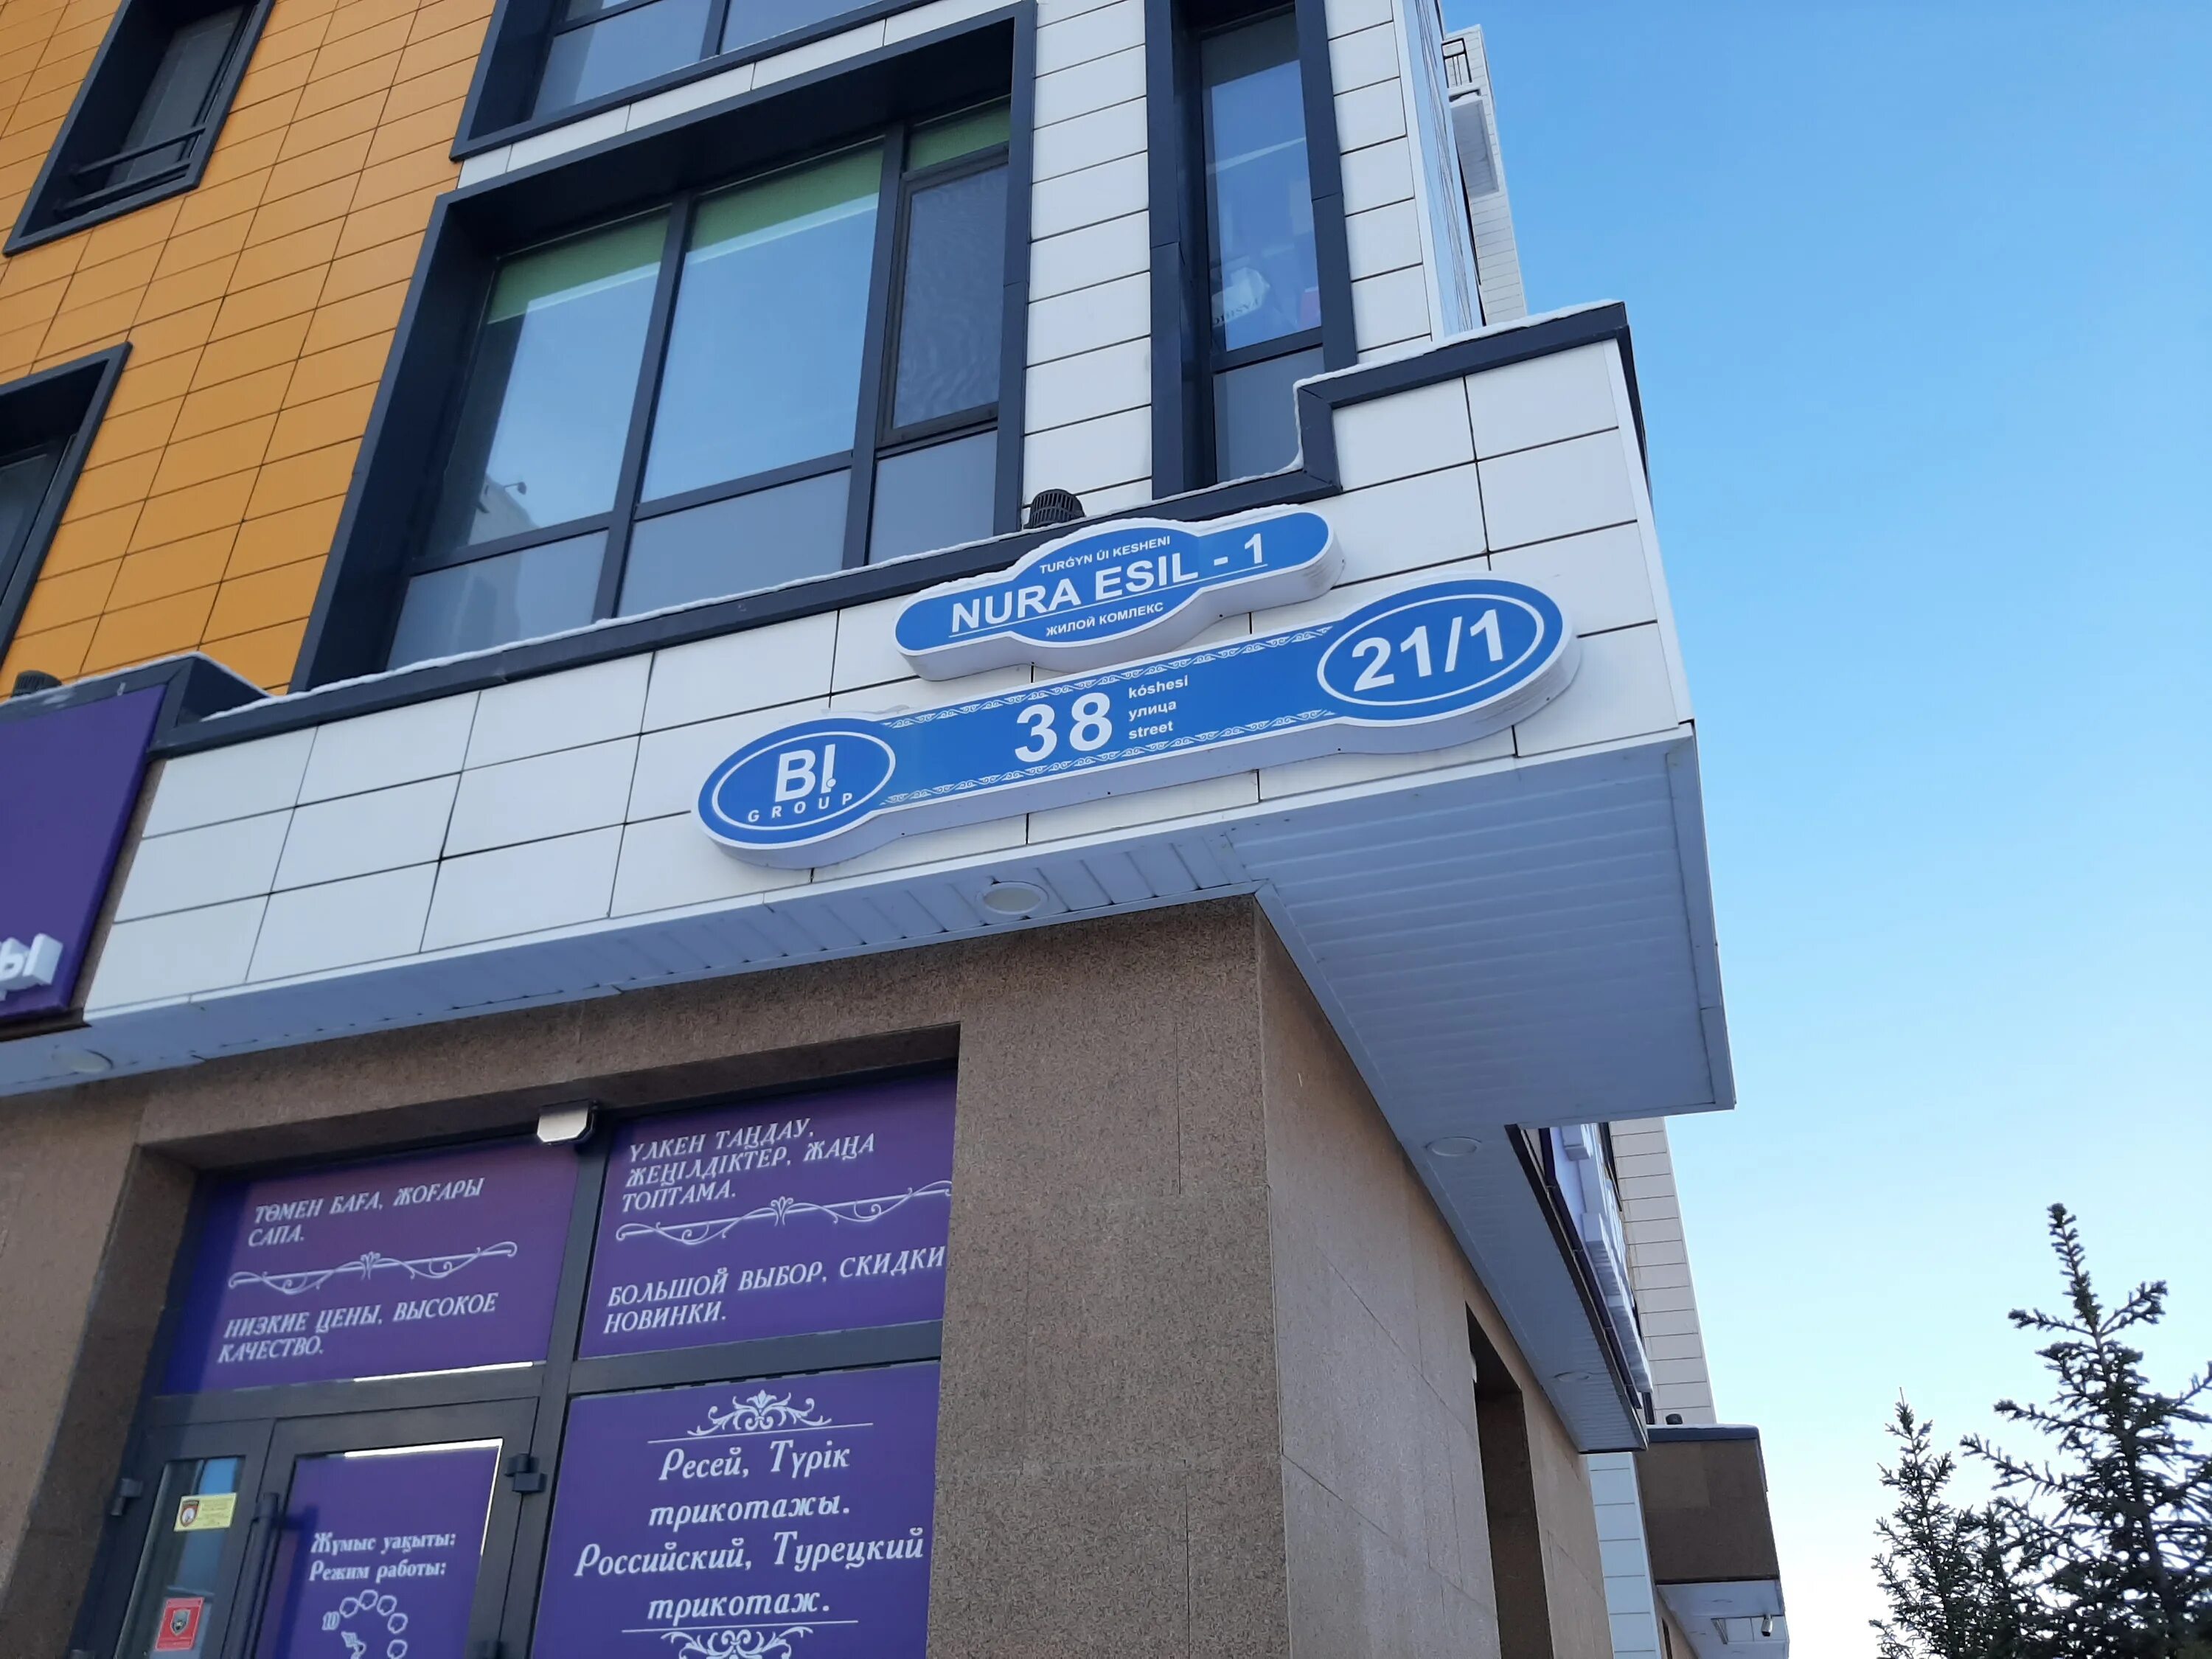 TURǴYN ÚI KESHENI
NURA ESIL - 1
ЖИЛОЙ КОМЛЕКС
BI
GROUP
38
kóshesi
улица
street
21/1
ры
ТӨМЕН БАҒА, ЖОҒАРЫ
САПА.
НИЗКИЕ ЦЕНЫ, ВЫСОКОЕ
КАЧЕСТВО.
ҮЛКЕН ТАҢДАУ,
ЖЕҢІЛДІКТЕР, ЖАҢА
ТОПТАМА.
БОЛЬШОЙ ВЫБОР, СКИДКИ
НОВИНКИ.
Ресей, Түрік
трикотажы.
Российский, Турецкий
трикотаж.
Жұмыс уақыты:
Режим работы:
10